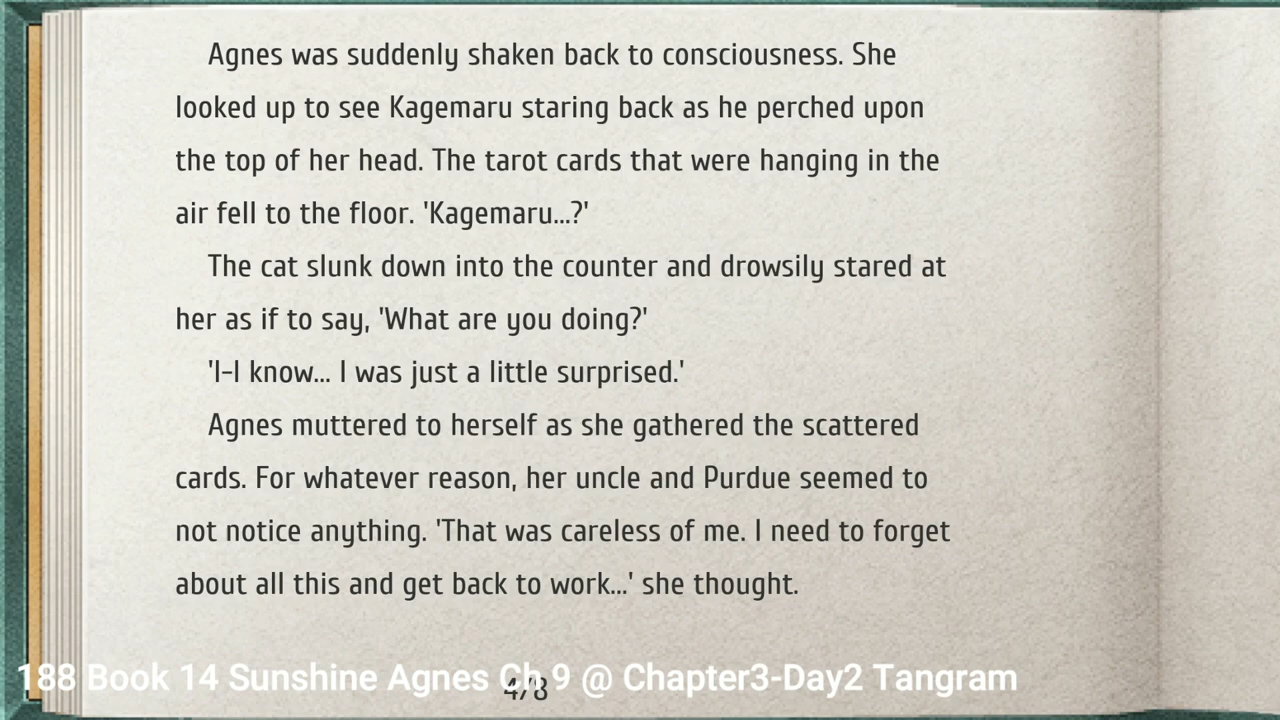 Agnes was suddenly shaken back to consciousness. She
looked up to see Kagemaru staring back as he perched upon
the top of her head. The tarot cards that were hanging in the
air fell to the floor. 'Kagemaru...?'
The cat slunk down into the counter and drowsily stared at
her as if to say, 'What are you doing?'
'I-I know... I was just a little surprised.'
Agnes muttered to herself as she gathered the scattered
cards. For whatever reason, her uncle and Purdue seemed to
not notice anything. 'That was careless of me. I need to forget
about all this and get back to work...' she thought.
188 Book 14 Sunshine Agnes Ch 9 @ Chapter3-Day2 Tangram
4/8